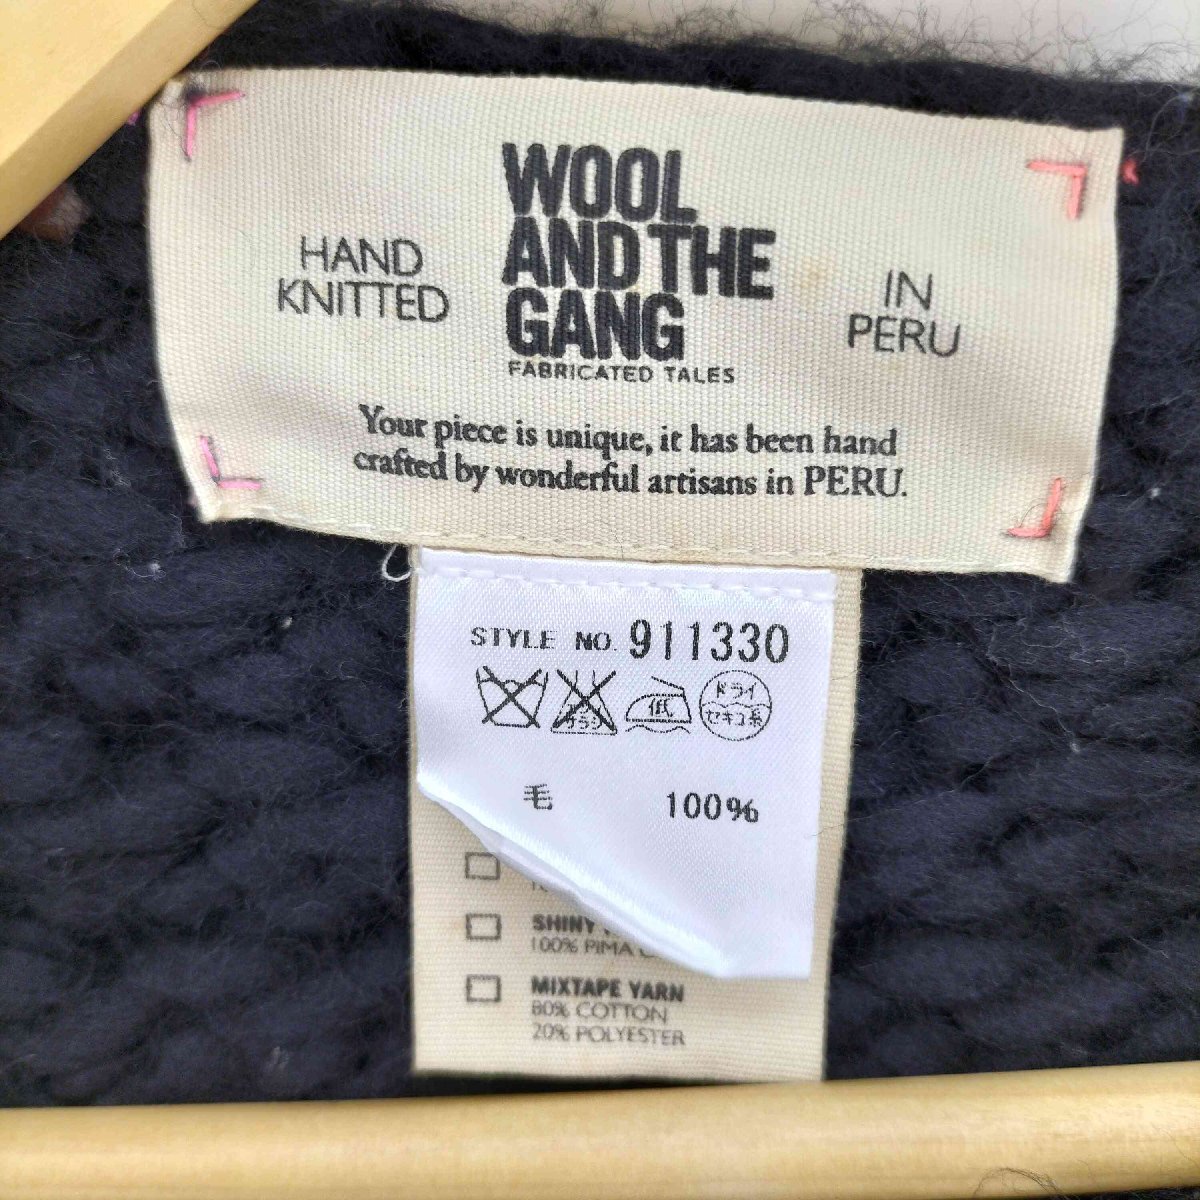 HAND
KNITTED
WOOL
AND THE
GANG
FABRICATED TALES
IN
PERU
Your piece is unique, it has been hand
crafted by wonderful artisans in PERU.
STYLE NO. 911330
低
ドライ
セキユ系
毛 100%
SHINY
100% PIMA
MIXTAPE YARN
80% COTTON
20% POLYESTER